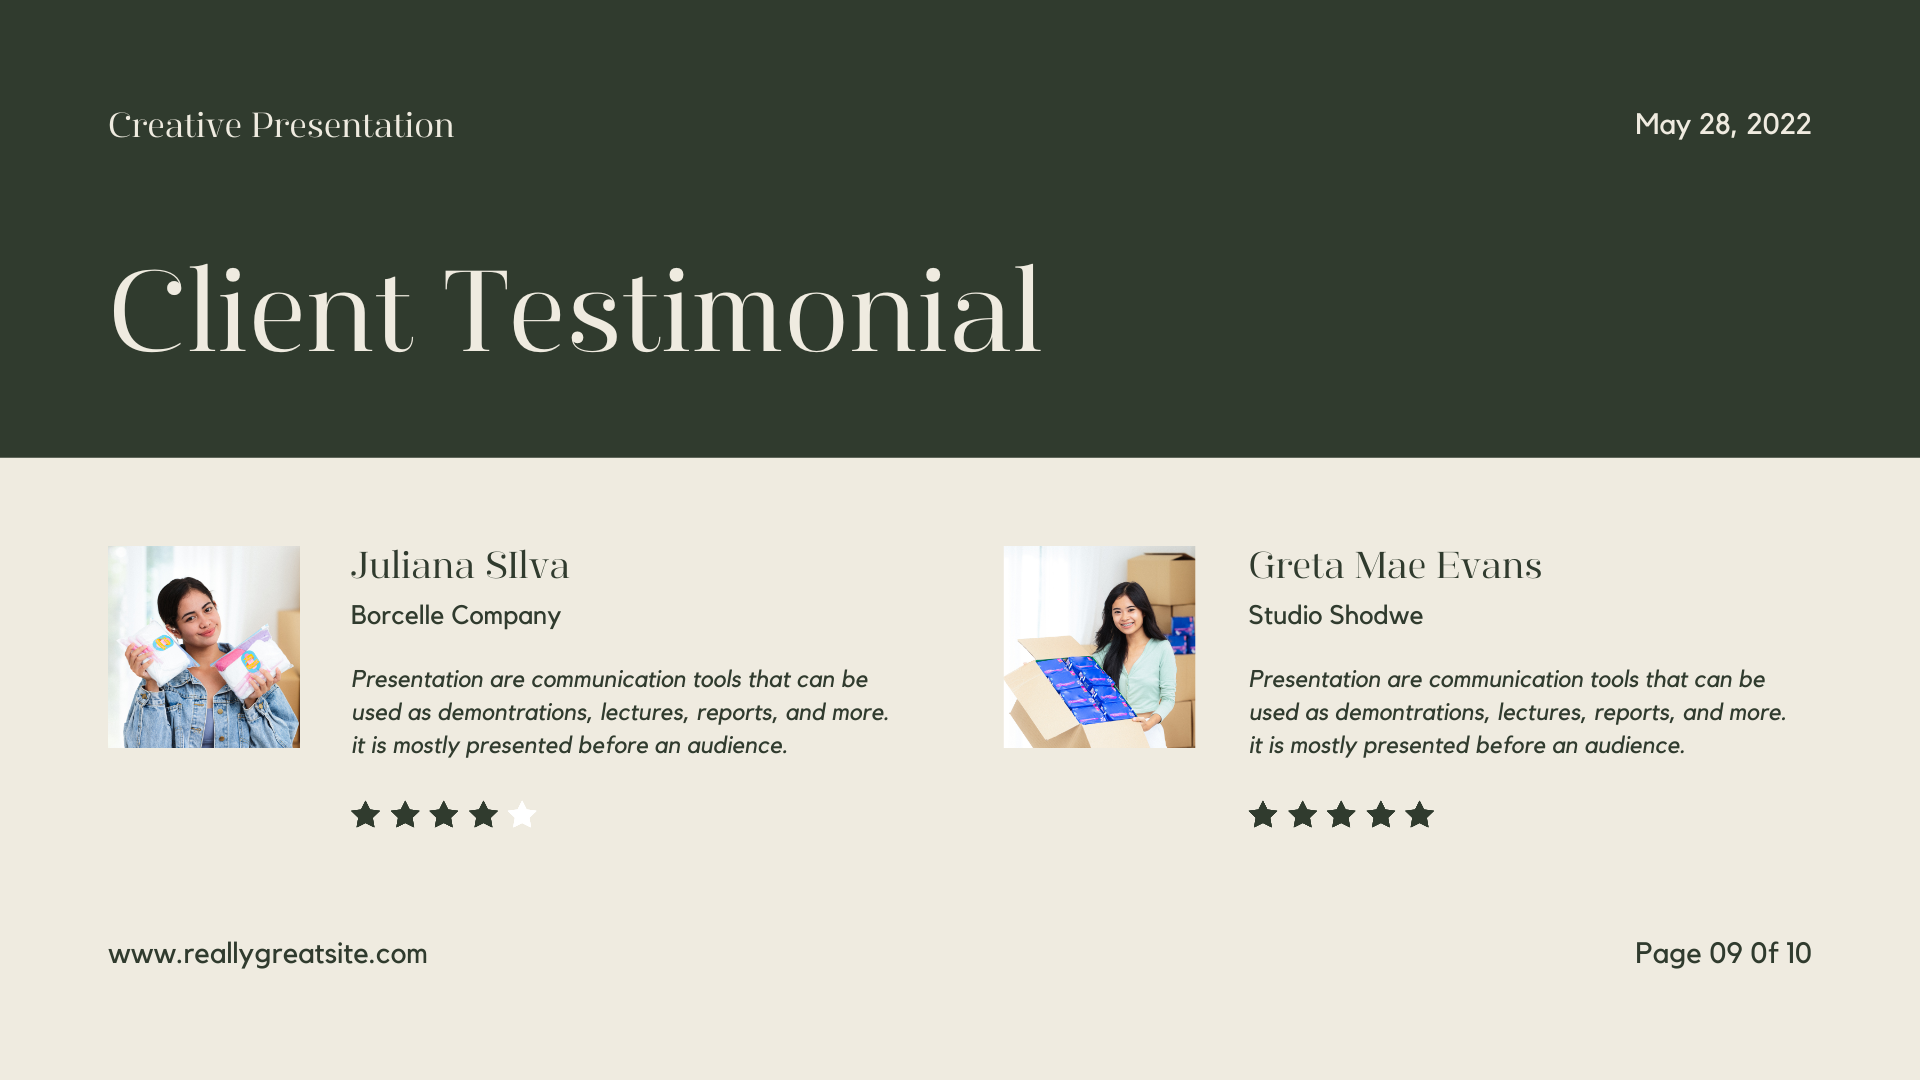 Creative Presentation
May 28, 2022
Client Testimonial
Juliana SIlva
Borcelle Company
Presentation are communication tools that can be
used as demontrations, lectures, reports, and more.
it is mostly presented before an audience.
Greta Mae Evans
Studio Shodwe
Presentation are communication tools that can be
used as demontrations, lectures, reports, and more.
it is mostly presented before an audience.
www.reallygreatsite.com
Page 09 0f 10